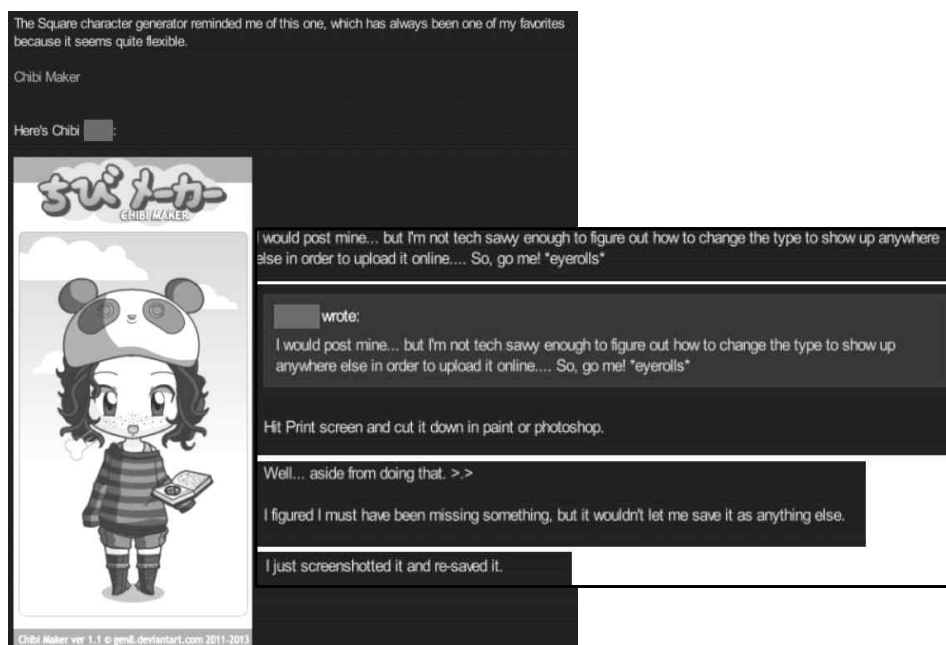 The Square character generator reminded me of this one, which has always been one of my favorites
because it seems quite flexible.
Chibi Maker
Here's Chibi :
ちびメーカー
CHIBI MAKER
Chibi Maker ver 1.1 © gen8.deviantart.com 2011-2013
I would post mine... but I'm not tech savvy enough to figure out how to change the type to show up anywhere
else in order to upload it online.... So, go me! *eyerolls*
wrote:
I would post mine... but I'm not tech savvy enough to figure out how to change the type to show up
anywhere else in order to upload it online.... So, go me! *eyerolls*
Hit Print screen and cut it down in paint or photoshop.
Well... aside from doing that. >.>
I figured I must have been missing something, but it wouldn't let me save it as anything else.
I just screenshotted it and re-saved it.